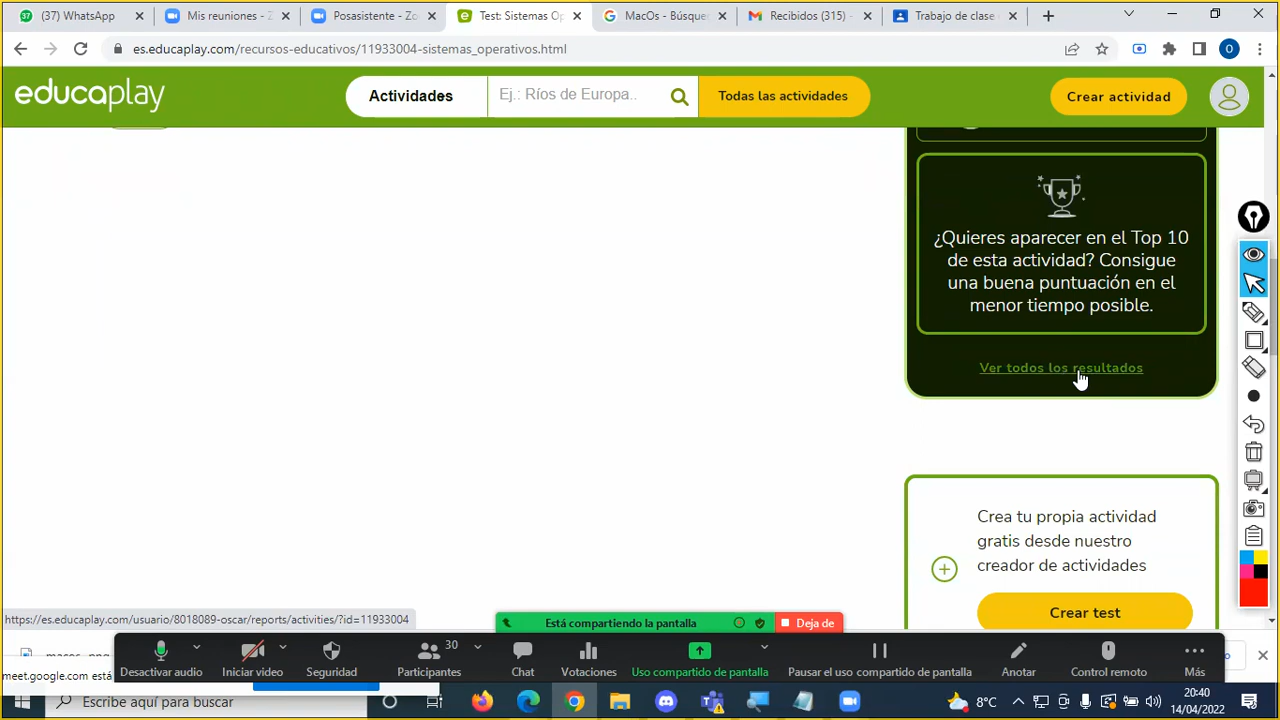 (37) WhatsApp
Mis reuniones - Z
Posasistente - Zo
Test: Sistemas Op
MacOs - Búsque
Recibidos (315) -
Trabajo de clase
es.educaplay.com/recursos-educativos/11933004-sistemas_operativos.html
O
educaplay
Actividades
Ej.: Ríos de Europa..
Todas las actividades
Crear actividad
¿Quieres aparecer en el Top 10
de esta actividad? Consigue
una buena puntuación en el
menor tiempo posible.
Ver todos los resultados
Crea tu propia actividad
gratis desde nuestro
creador de actividades
Crear test
https://es.educaplay.com/usuario/8018089-oscar/reports/activities/?id=11933004
Está compartiendo la pantalla
Deja de
meet.google.com está
Desactivar audio
Iniciar video
Seguridad
30
Participantes
Chat
Votaciones
Uso compartido de pantalla
Pausar el uso compartido de pantalla
Anotar
Control remoto
Más
Escribe aquí para buscar
8°C
20:40
14/04/2022